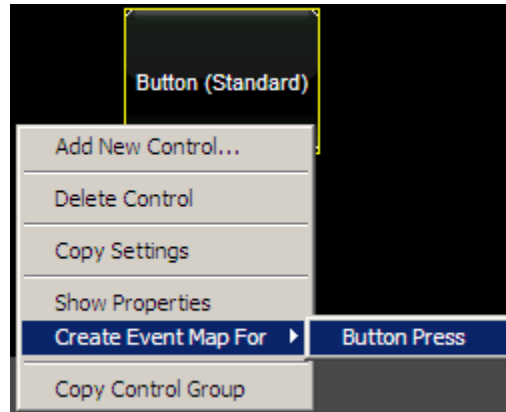 Button (Standard)
Add New Control...
Delete Control
Copy Settings
Show Properties
Create Event Map For
Button Press
Copy Control Group